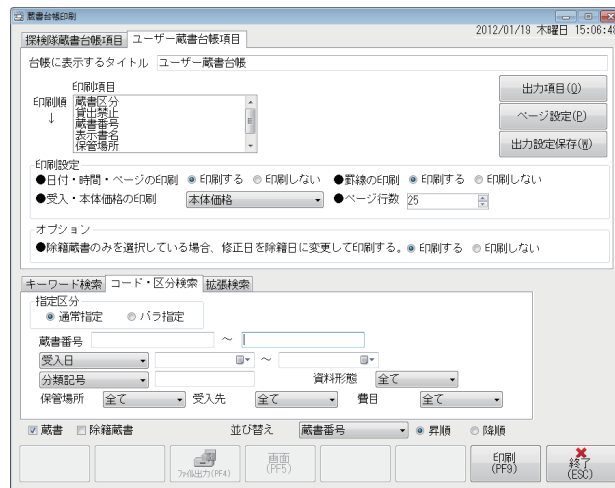 蔵書台帳印刷
2012/01/19 木曜日 15:06:48
探検隊蔵書台帳項目 ユーザー蔵書台帳項目
台帳に表示するタイトル ユーザー蔵書台帳
印刷項目
印刷順 蔵書区分
↓ 貸出禁止
蔵書番号
表示書名
保管場所
出力項目(O)
ページ設定(P)
出力設定保存(W)
印刷設定
●日付・時間・ページの印刷 印刷する 印刷しない ●罫線の印刷 印刷する 印刷しない
●受入・本体価格の印刷 本体価格 ●ページ行数 25
オプション
●除籍蔵書のみを選択している場合、修正日を除籍日に変更して印刷する。 印刷する 印刷しない
キーワード検索 コード・区分検索 拡張検索
指定区分
通常指定 バラ指定
蔵書番号 ～
受入日 ～
分類記号 資料形態 全て
保管場所 全て 受入先 全て 費目 全て
蔵書 除籍蔵書 並び替え 蔵書番号 昇順 降順
ファイル出力(PF4)
画面
(PF5)
印刷
(PF9)
終了
(ESC)